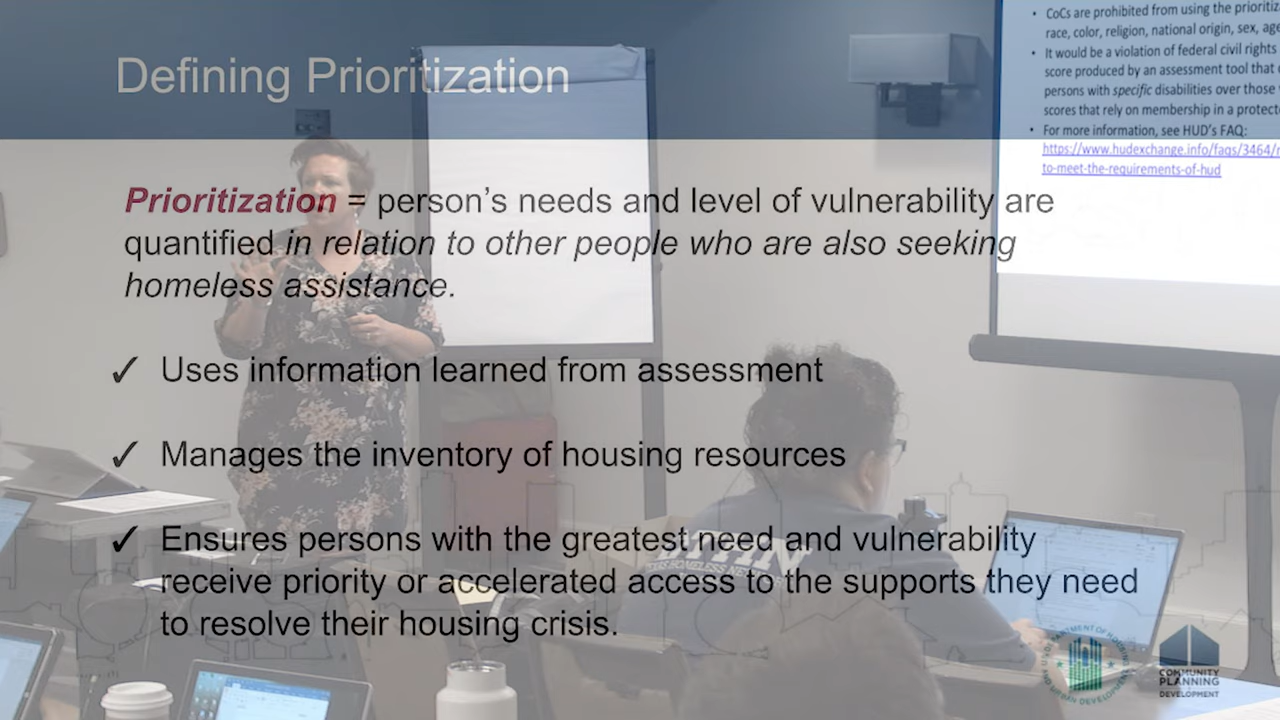 Defining Prioritization
Prioritization = person's needs and level of vulnerability are
quantified in relation to other people who are also seeking
homeless assistance.
✓ Uses information learned from assessment
✓ Manages the inventory of housing resources
✓ Ensures persons with the greatest need and vulnerability
receive priority or accelerated access to the supports they need
to resolve their housing crisis.
• CoCs are prohibited from using the
race, color, religion, national origin, sex,
• It would be a violation of federal civil rights
score produced by an assessment tool that
persons with specific disabilities over those
scores that rely on membership in a
• For more information, see HUD's FAQ:
https://www.hudexchange.info/faqs/3464/
to-meet-the-requirements-of-hud
COMMUNITY
PLANNING
DEVELOPMENT